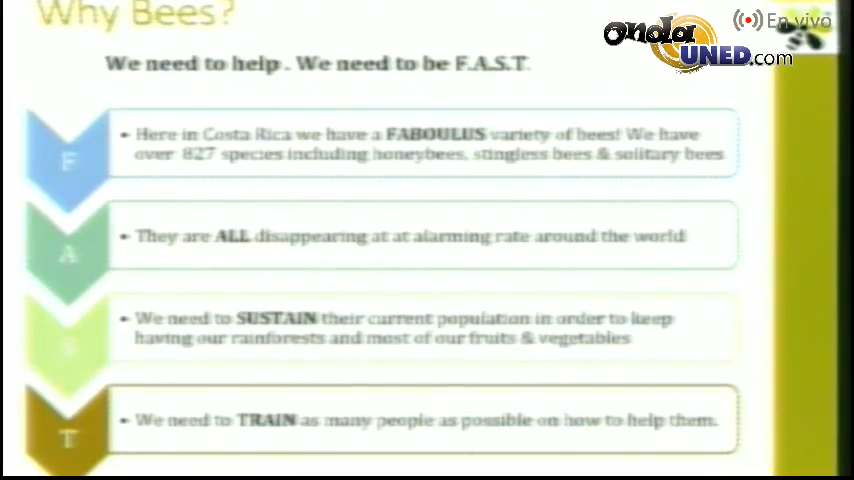 Why Bees?
onda
UNED.com
En vivo
We need to help . We need to be F.A.S.T.
F
• Here in Costa Rica we have a FABOULUS variety of bees! We have
over 827 species including honeybees, stingless bees & solitary bees
A
• They are ALL disappearing at at alarming rate around the world
S
• We need to SUSTAIN their current population in order to keep
having our rainforests and most of our fruits & vegetables
T
• We need to TRAIN as many people as possible on how to help them.